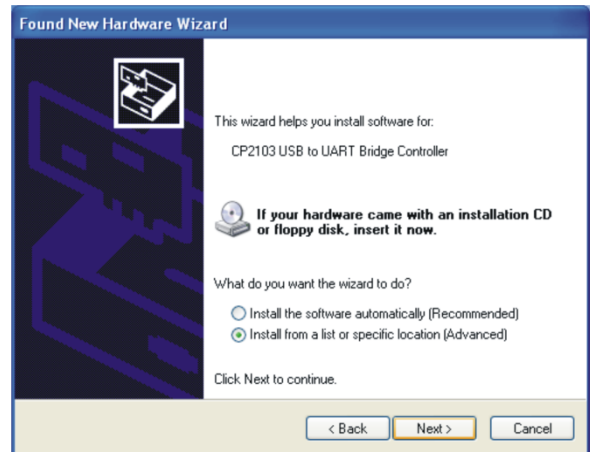 Found New Hardware Wizard
This wizard helps you install software for:
CP2103 USB to UART Bridge Controller
If your hardware came with an installation CD
or floppy disk, insert it now.
What do you want the wizard to do?
Install the software automatically (Recommended)
Install from a list or specific location (Advanced)
Click Next to continue.
< Back Next > Cancel